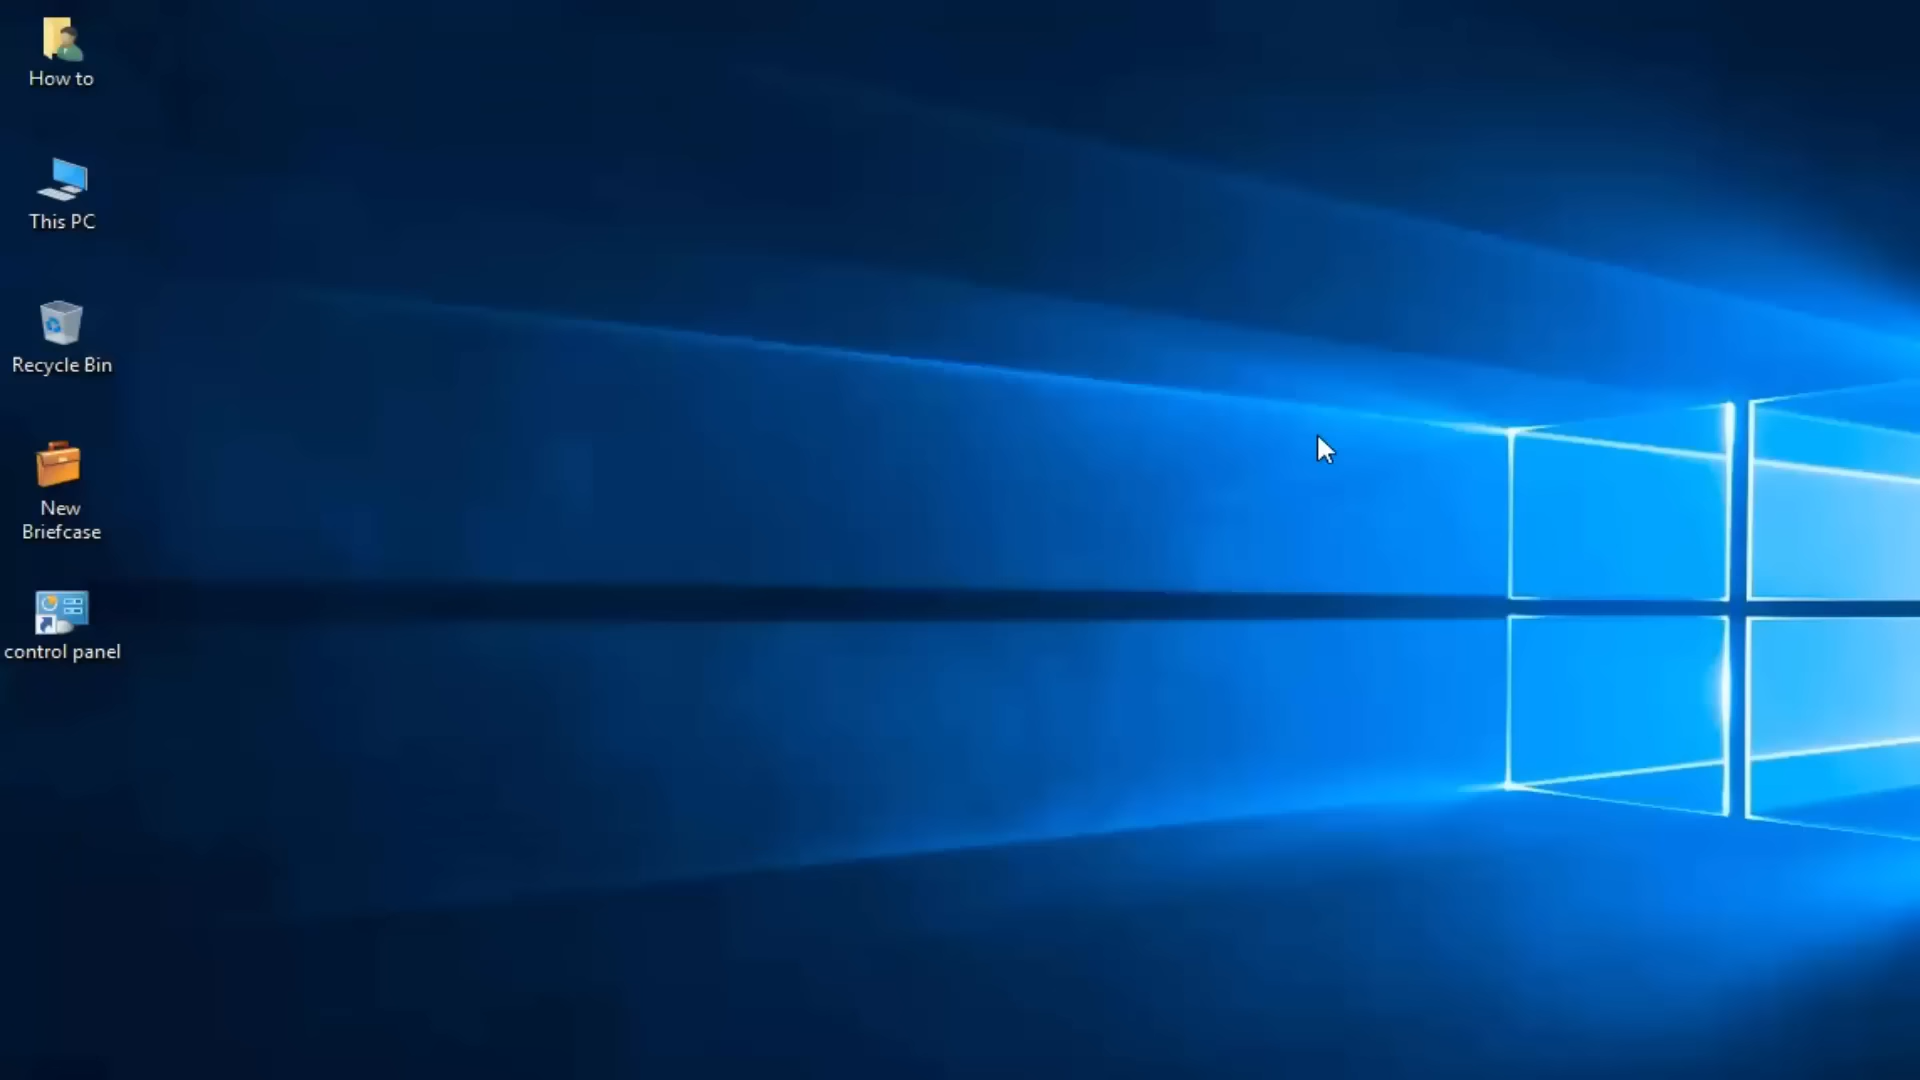 How to
This PC
Recycle Bin
New
Briefcase
control panel